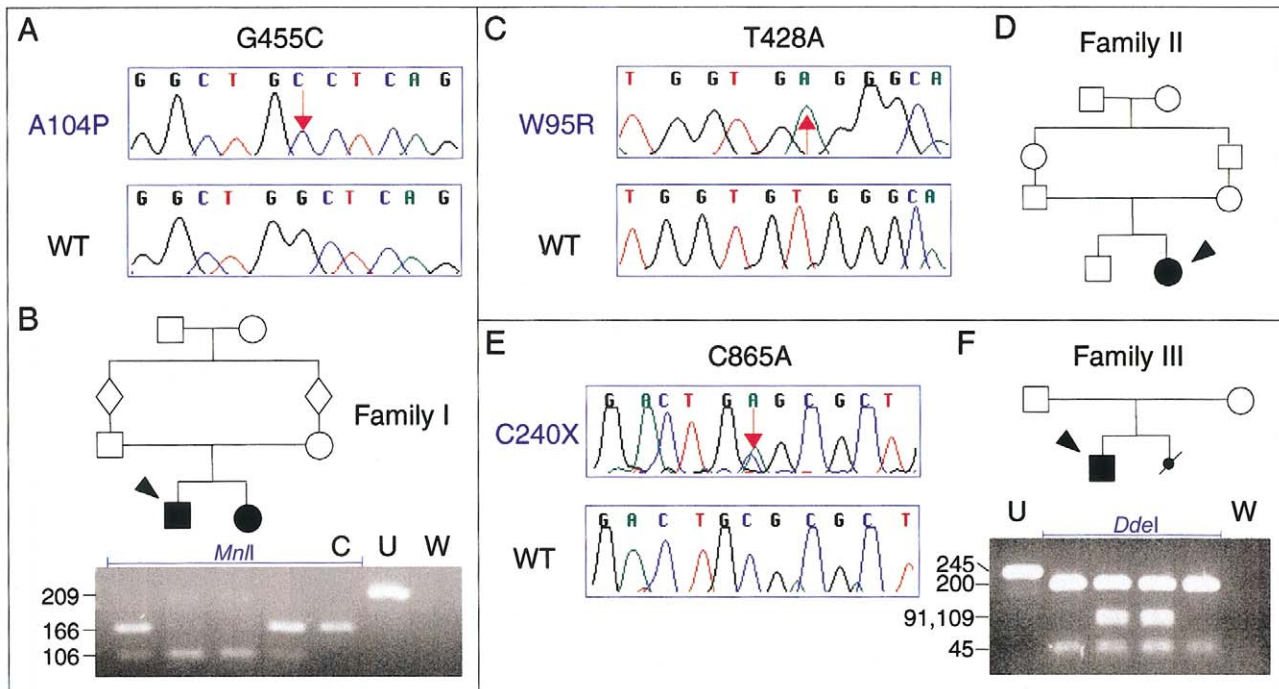 A
G455C
G G C T G C C T C A G
A104P
G G C T G G C T C A G
WT
B
Family I
MnlI
C U W
209
166
106
C
T428A
T G G T G A G G G C A
W95R
T G G T G T G G G C A
WT
D
Family II
E
C865A
G A C T G A G C G C T
C240X
G A C T G C G C G C T
WT
F
Family III
U DdeI W
245
200
91,109
45